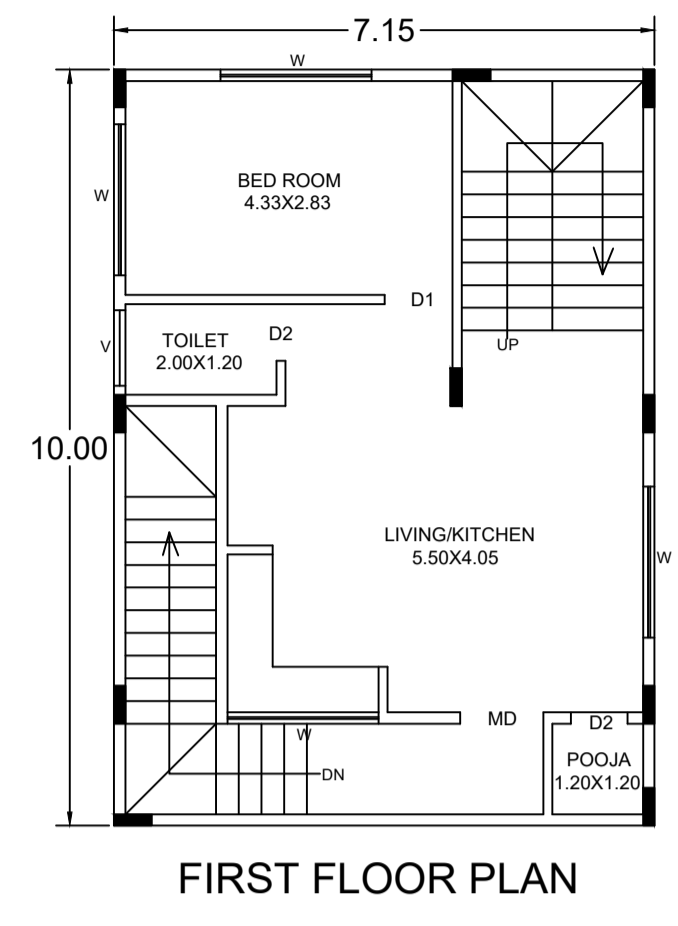 7.15
W
BED ROOM
4.33X2.83
W
D1
D2
TOILET
2.00X1.20
V
UP
10.00
LIVING/KITCHEN
5.50X4.05
W
MD
D2
W
POOJA
1.20X1.20
DN
FIRST FLOOR PLAN